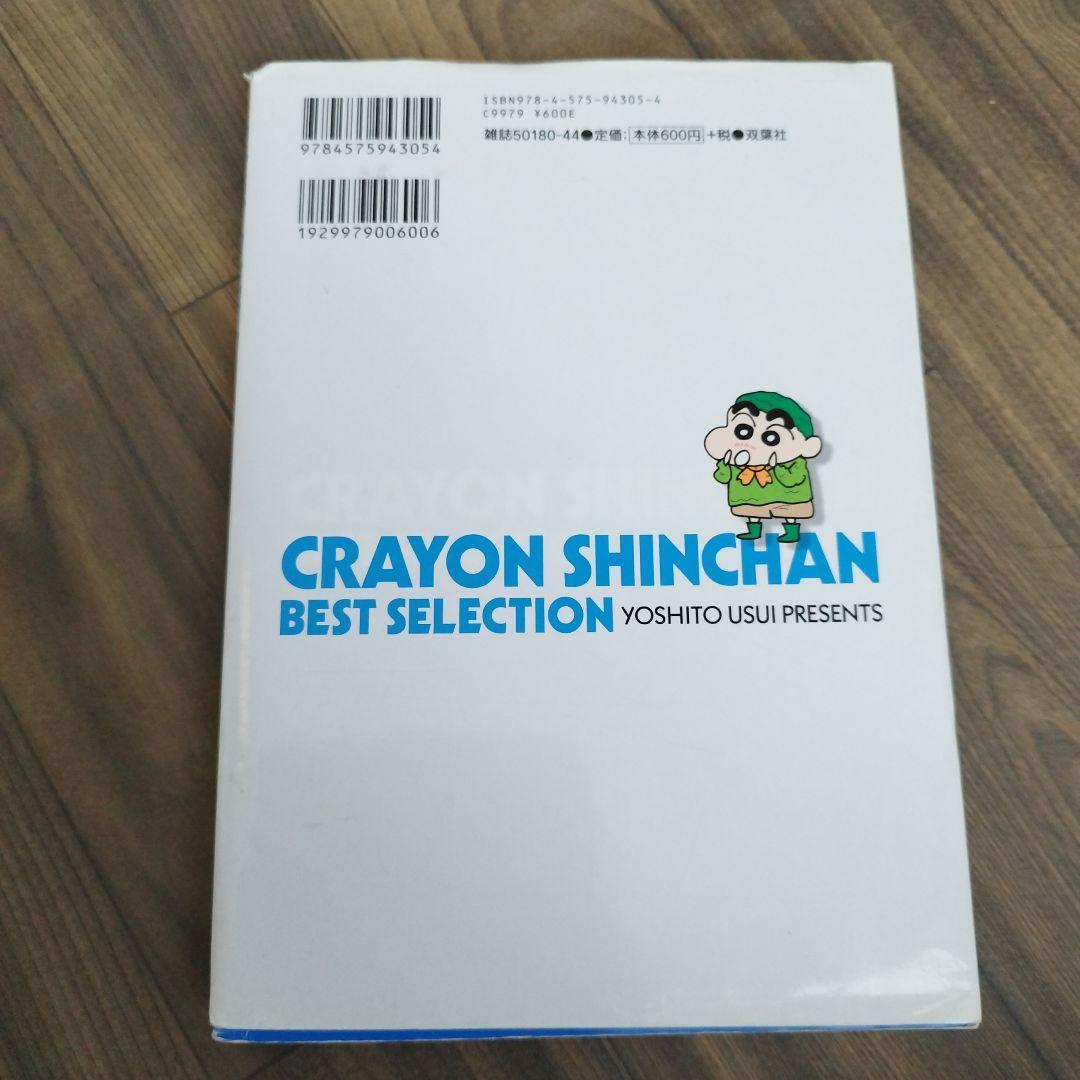 ISBN978-4-575-94305-4
C9979 ¥600E
雑誌50180-44●定価:本体600円+税●双葉社
9784575943054
1929979006006
CRAYON SHINCHAN
BEST SELECTION YOSHITO USUI PRESENTS